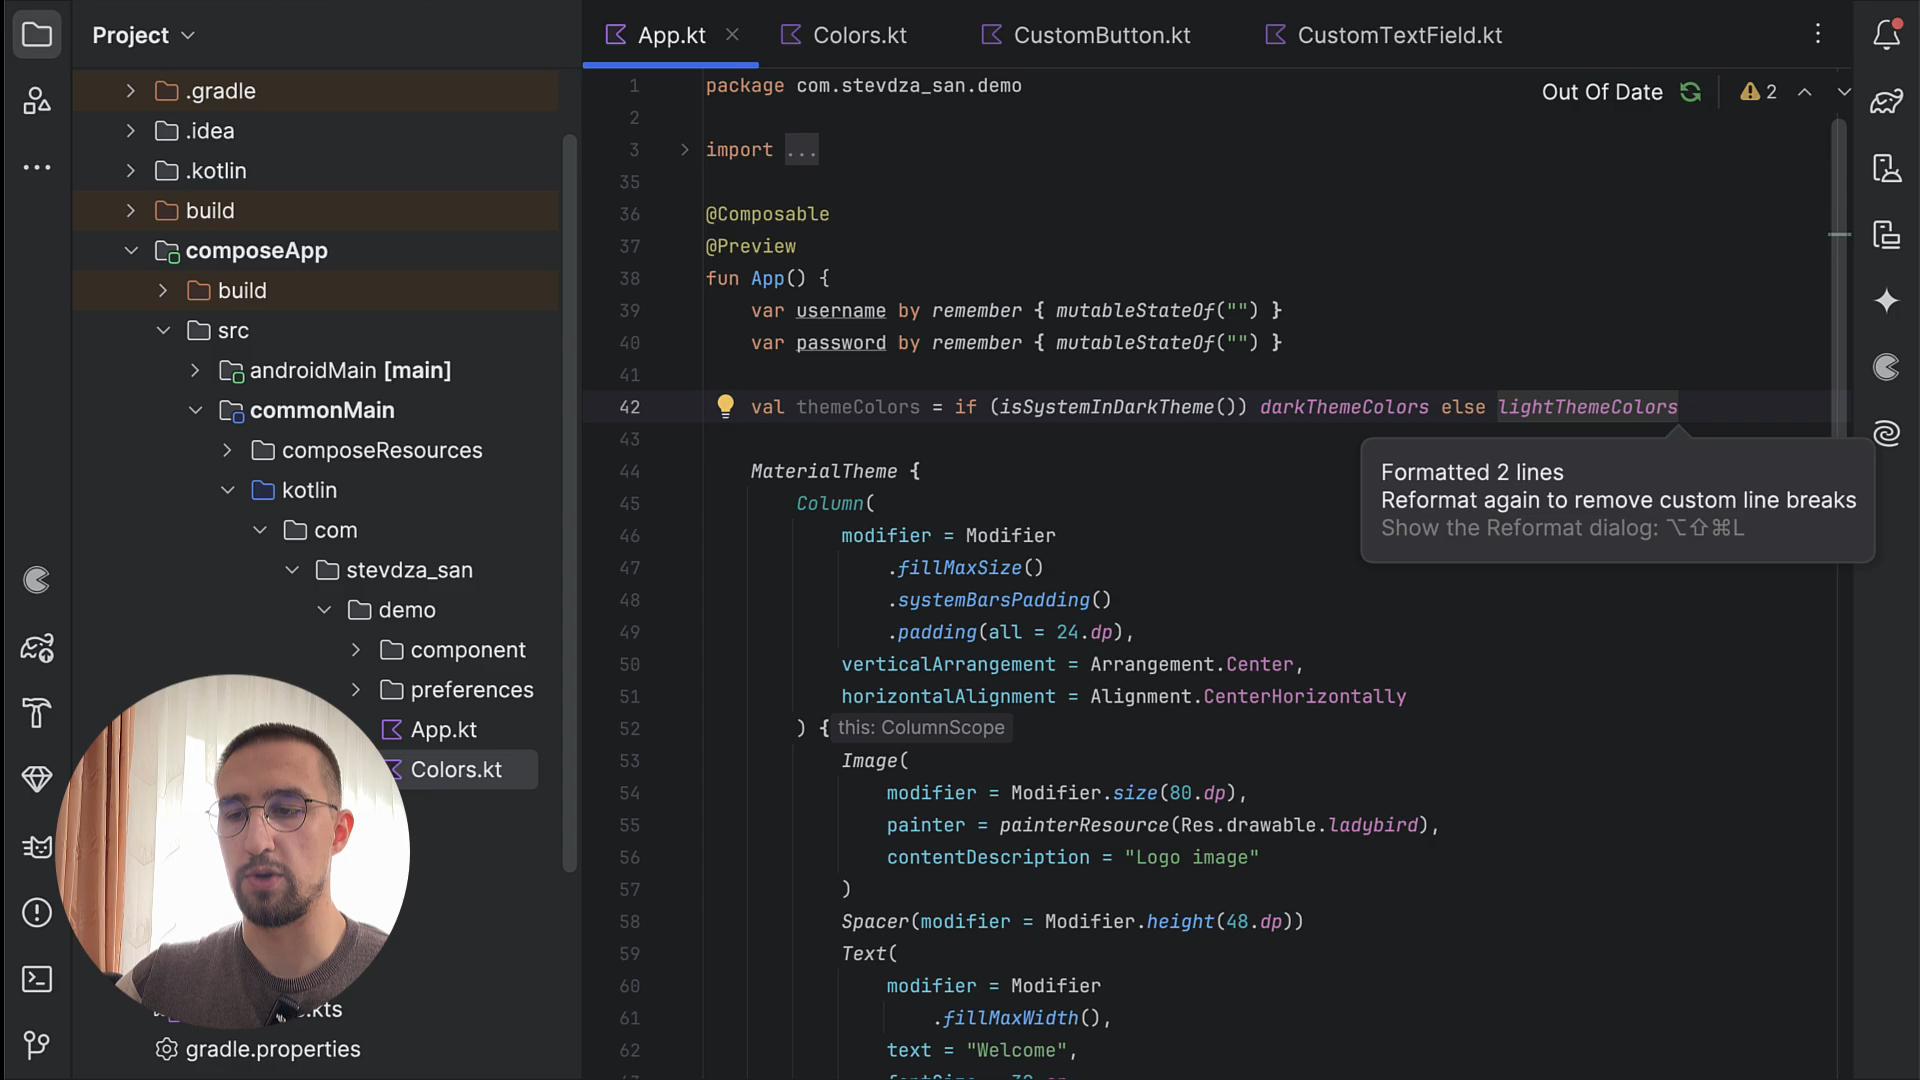 Project
App.kt
Colors.kt
CustomButton.kt
CustomTextField.kt
.gradle
.idea
.kotlin
build
composeApp
build
src
androidMain [main]
commonMain
composeResources
kotlin
com
stevdza_san
demo
component
preferences
App.kt
Colors.kt
.kts
gradle.properties
Out Of Date
2
1 package com.stevdza_san.demo
2
3 import ...
35
36 @Composable
37 @Preview
38 fun App() {
39 var username by remember { mutableStateOf("") }
40 var password by remember { mutableStateOf("") }
41
42 val themeColors = if (isSystemInDarkTheme()) darkThemeColors else lightThemeColors
43
44 MaterialTheme {
45 Column(
46 modifier = Modifier
47 .fillMaxSize()
48 .systemBarsPadding()
49 .padding(all = 24.dp),
50 verticalArrangement = Arrangement.Center,
51 horizontalAlignment = Alignment.CenterHorizontally
52 ) { this: ColumnScope
53 Image(
54 modifier = Modifier.size(80.dp),
55 painter = painterResource(Res.drawable.ladybird),
56 contentDescription = "Logo image"
57 )
58 Spacer(modifier = Modifier.height(48.dp))
59 Text(
60 modifier = Modifier
61 .fillMaxWidth(),
62 text = "Welcome",
Formatted 2 lines
Reformat again to remove custom line breaks
Show the Reformat dialog: ⌥⇧⌘L